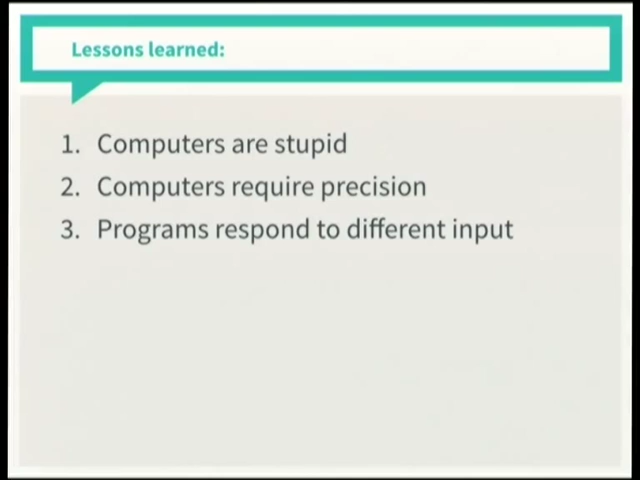 Lessons learned:
1. Computers are stupid
2. Computers require precision
3. Programs respond to different input